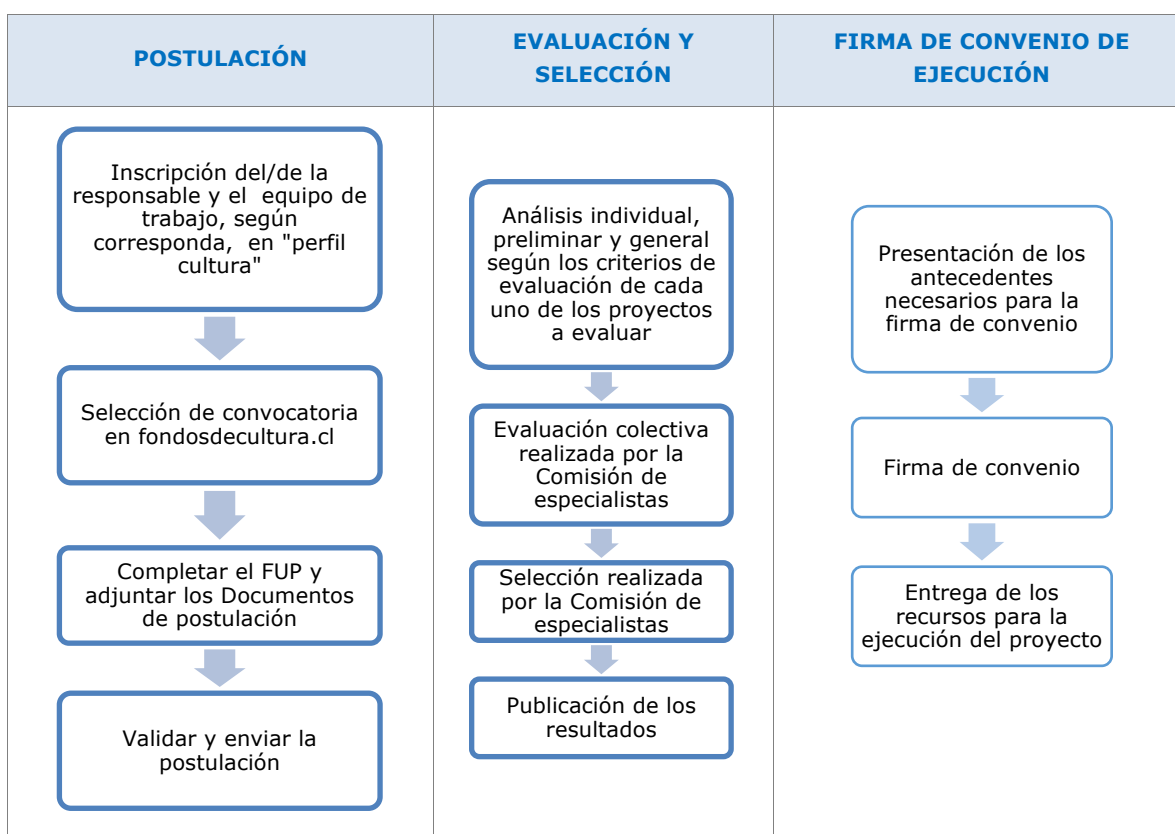 POSTULACIÓN
EVALUACIÓN Y
SELECCIÓN
FIRMA DE CONVENIO DE
EJECUCIÓN
Inscripción del/de la
responsable y el equipo de
trabajo, según
corresponda, en "perfil
cultura"
Selección de convocatoria
en fondosdecultura.cl
Completar el FUP y
adjuntar los Documentos
de postulación
Validar y enviar la
postulación
Análisis individual,
preliminar y general
según los criterios de
evaluación de cada
uno de los proyectos
a evaluar
Evaluación colectiva
realizada por la
Comisión de
especialistas
Selección realizada
por la Comisión de
especialistas
Publicación de los
resultados
Presentación de los
antecedentes
necesarios para la
firma de convenio
Firma de convenio
Entrega de los
recursos para la
ejecución del proyecto